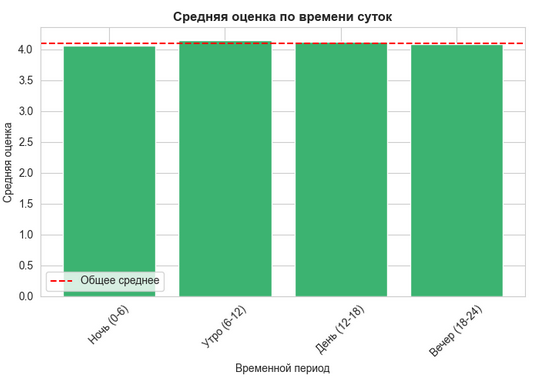 Средняя оценка по времени суток
Средняя оценка
4.0
3.5
3.0
2.5
2.0
1.5
1.0
0.5
0.0
Общее среднее
Ночь (0-6)
Утро (6-12)
День (12-18)
Вечер (18-24)
Временной период